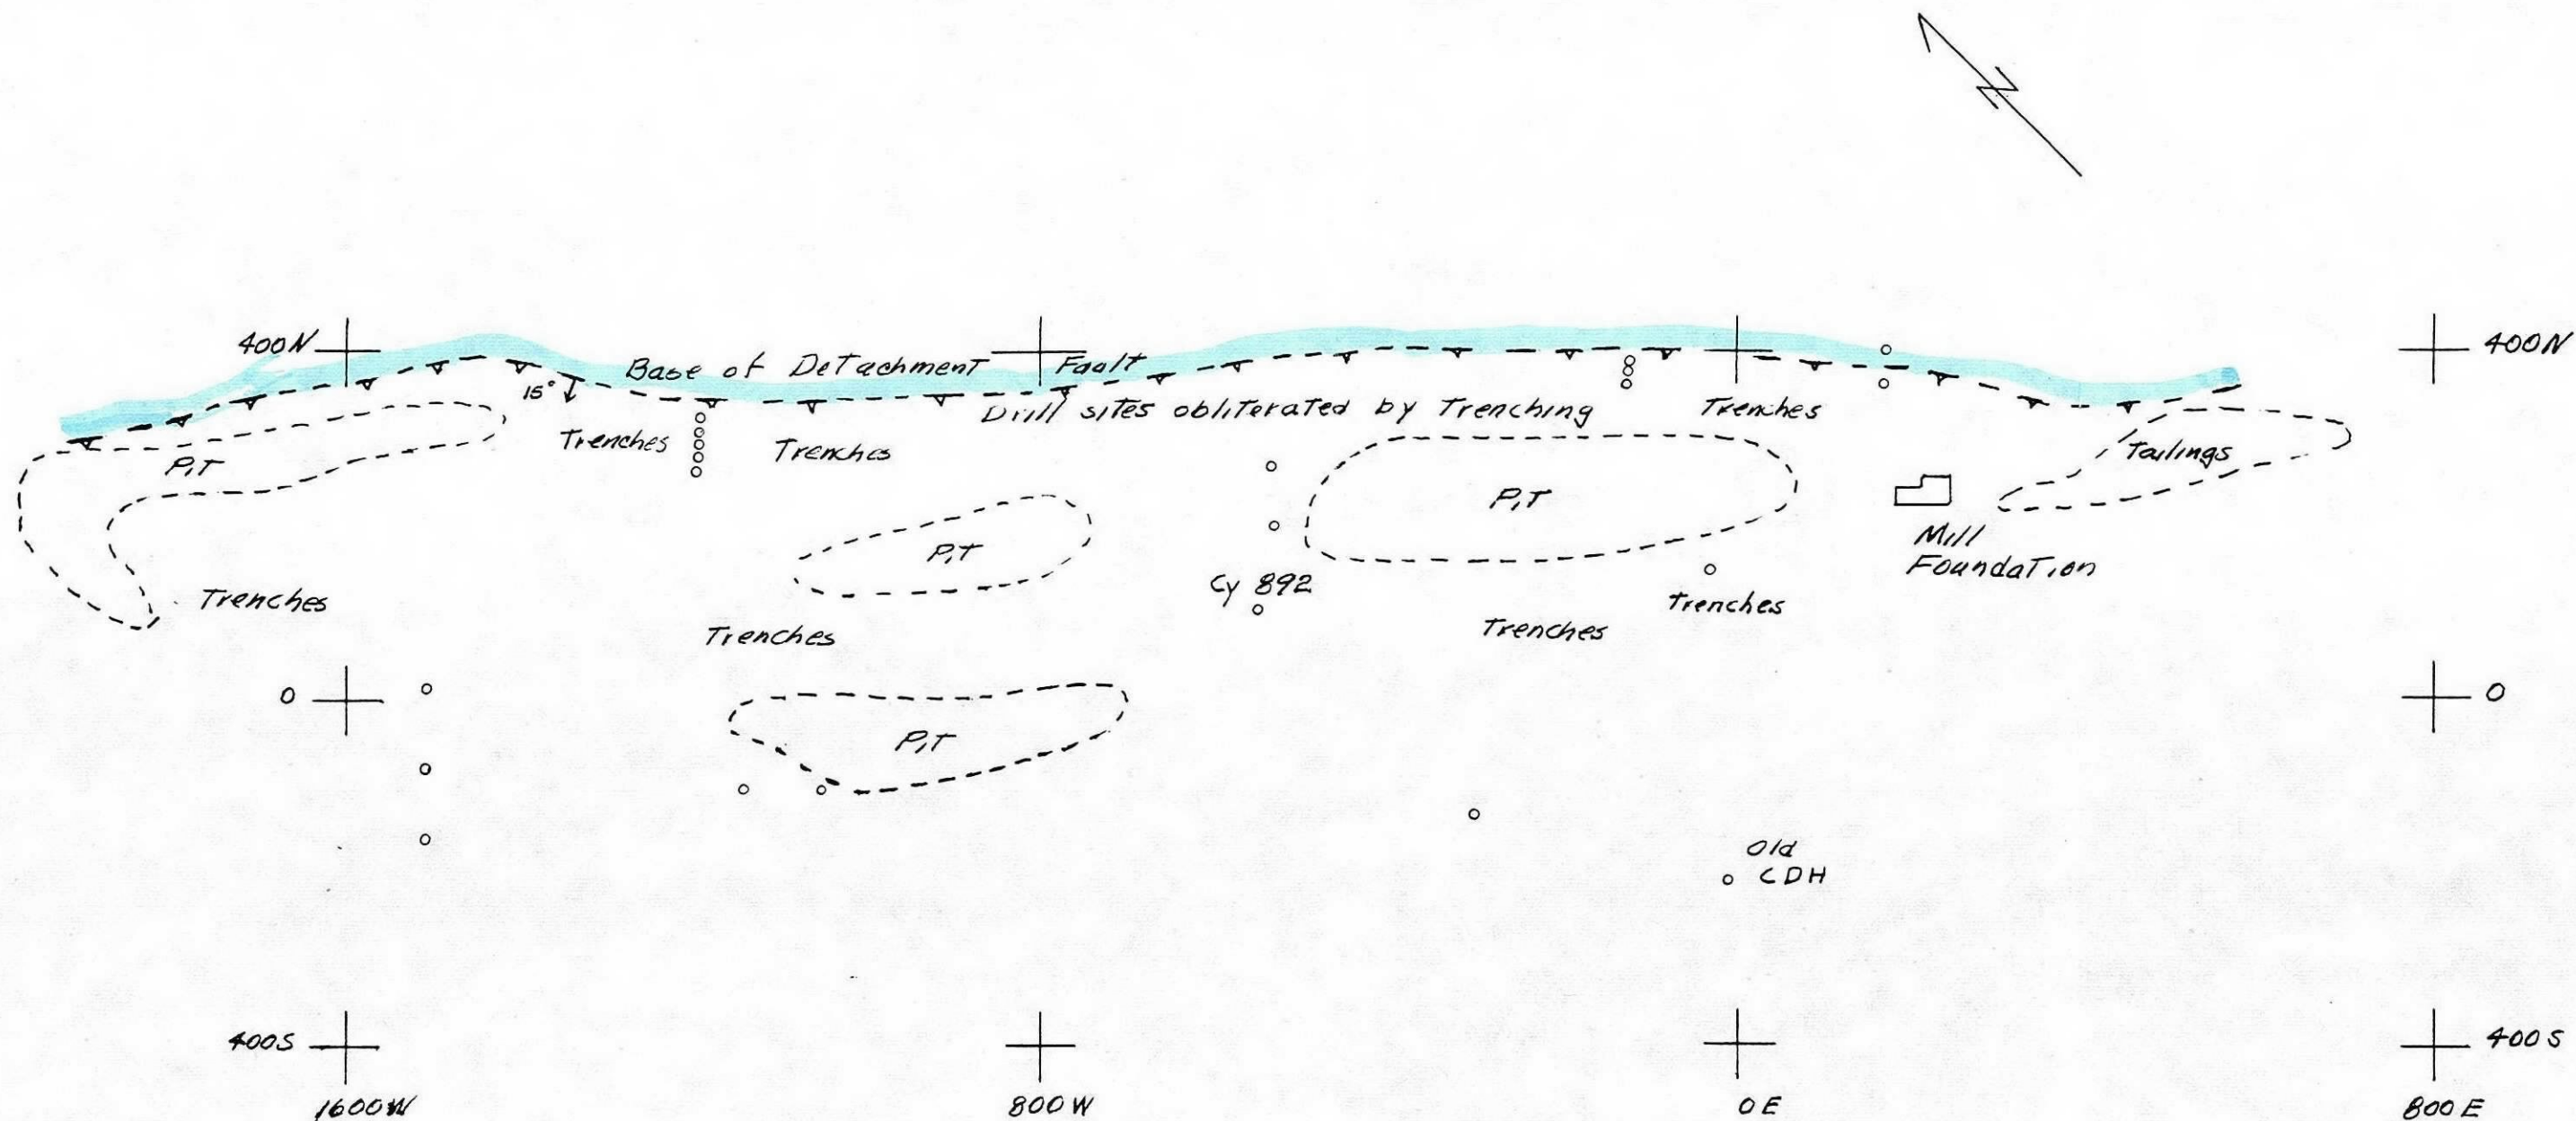 N
400N
400N
Base of Detachment Fault
15°
Drill sites obliterated by Trenching
Trenches
Trenches
Trenches
Tailings
Pit
Pit
Pit
Mill
Foundation
Cy 892
Trenches
Trenches
Trenches
Trenches
0
0
Pit
Old
CDH
400S
400S
1600W
800W
0E
800E